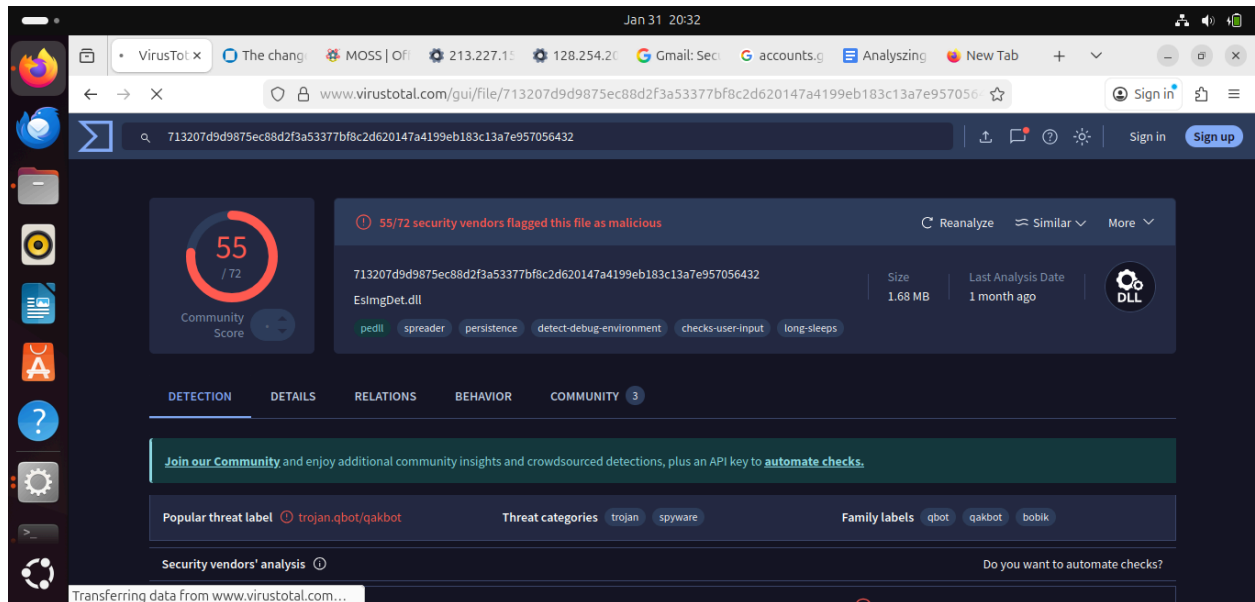 Jan 31 20:32
VirusTot
The chang
MOSS | Off
213.227.15
128.254.20
Gmail: Secu
accounts.g
Analyszing
New Tab
www.virustotal.com/gui/file/713207d9d9875ec88d2f3a53377bf8c2d620147a4199eb183c13a7e957056
Sign in
713207d9d9875ec88d2f3a53377bf8c2d620147a4199eb183c13a7e957056432
Sign in
Sign up
55
/ 72
Community
Score
55/72 security vendors flagged this file as malicious
Reanalyze
Similar
More
713207d9d9875ec88d2f3a53377bf8c2d620147a4199eb183c13a7e957056432
EsImgDet.dll
pedll
spreader
persistence
detect-debug-environment
checks-user-input
long-sleeps
Size
1.68 MB
Last Analysis Date
1 month ago
DLL
DETECTION
DETAILS
RELATIONS
BEHAVIOR
COMMUNITY 3
Join our Community and enjoy additional community insights and crowdsourced detections, plus an API key to automate checks.
Popular threat label trojan.qbot/qakbot
Threat categories trojan spyware
Family labels qbot qakbot bobik
Security vendors' analysis
Do you want to automate checks?
Transferring data from www.virustotal.com…